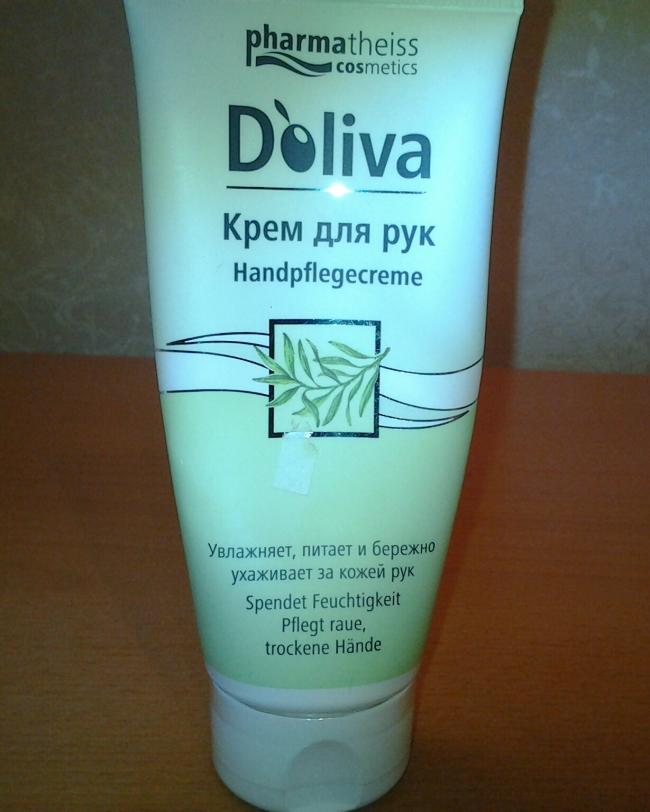 pharmatheiss
cosmetics
D'oliva
Крем для рук
Handpflegecreme
Увлажняет, питает и бережно
ухаживает за кожей рук
Spendet Feuchtigkeit
Pflegt raue,
trockene Hände